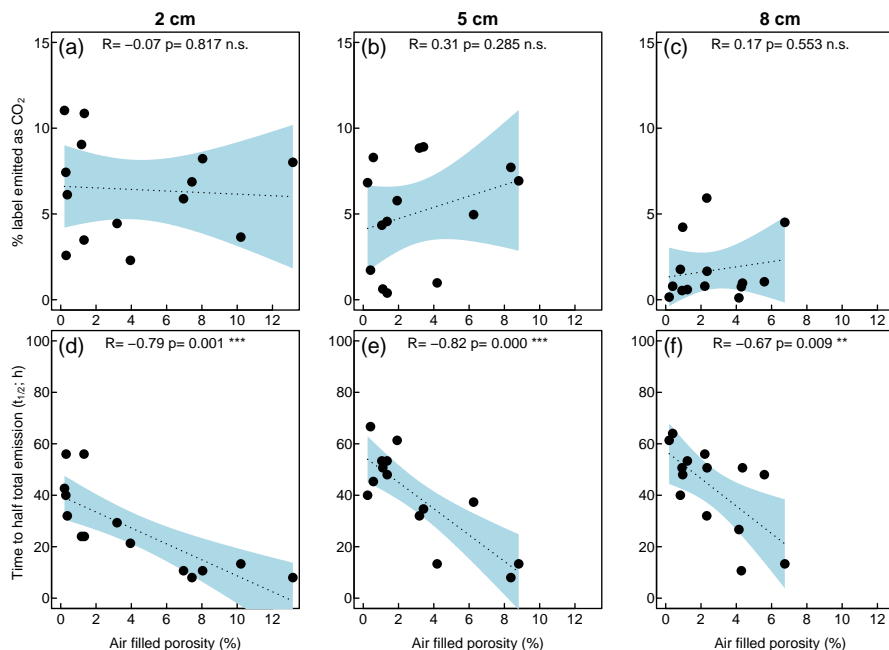 2 cm 5 cm 8 cm
(a) R= −0.07 p= 0.817 n.s.
(b) R= 0.31 p= 0.285 n.s.
(c) R= 0.17 p= 0.553 n.s.
% label emitted as CO2
15
10
5
0
0 2 4 6 8 10 12
0 2 4 6 8 10 12
0 2 4 6 8 10 12
(d) R= −0.79 p= 0.001 ***
(e) R= −0.82 p= 0.000 ***
(f) R= −0.67 p= 0.009 **
Time to half total emission (t1/2; h)
100
80
60
40
20
0
15
10
5
0
100
80
60
40
20
0
15
10
5
0
100
80
60
40
20
0
0 2 4 6 8 10 12
0 2 4 6 8 10 12
0 2 4 6 8 10 12
Air filled porosity (%)
Air filled porosity (%)
Air filled porosity (%)